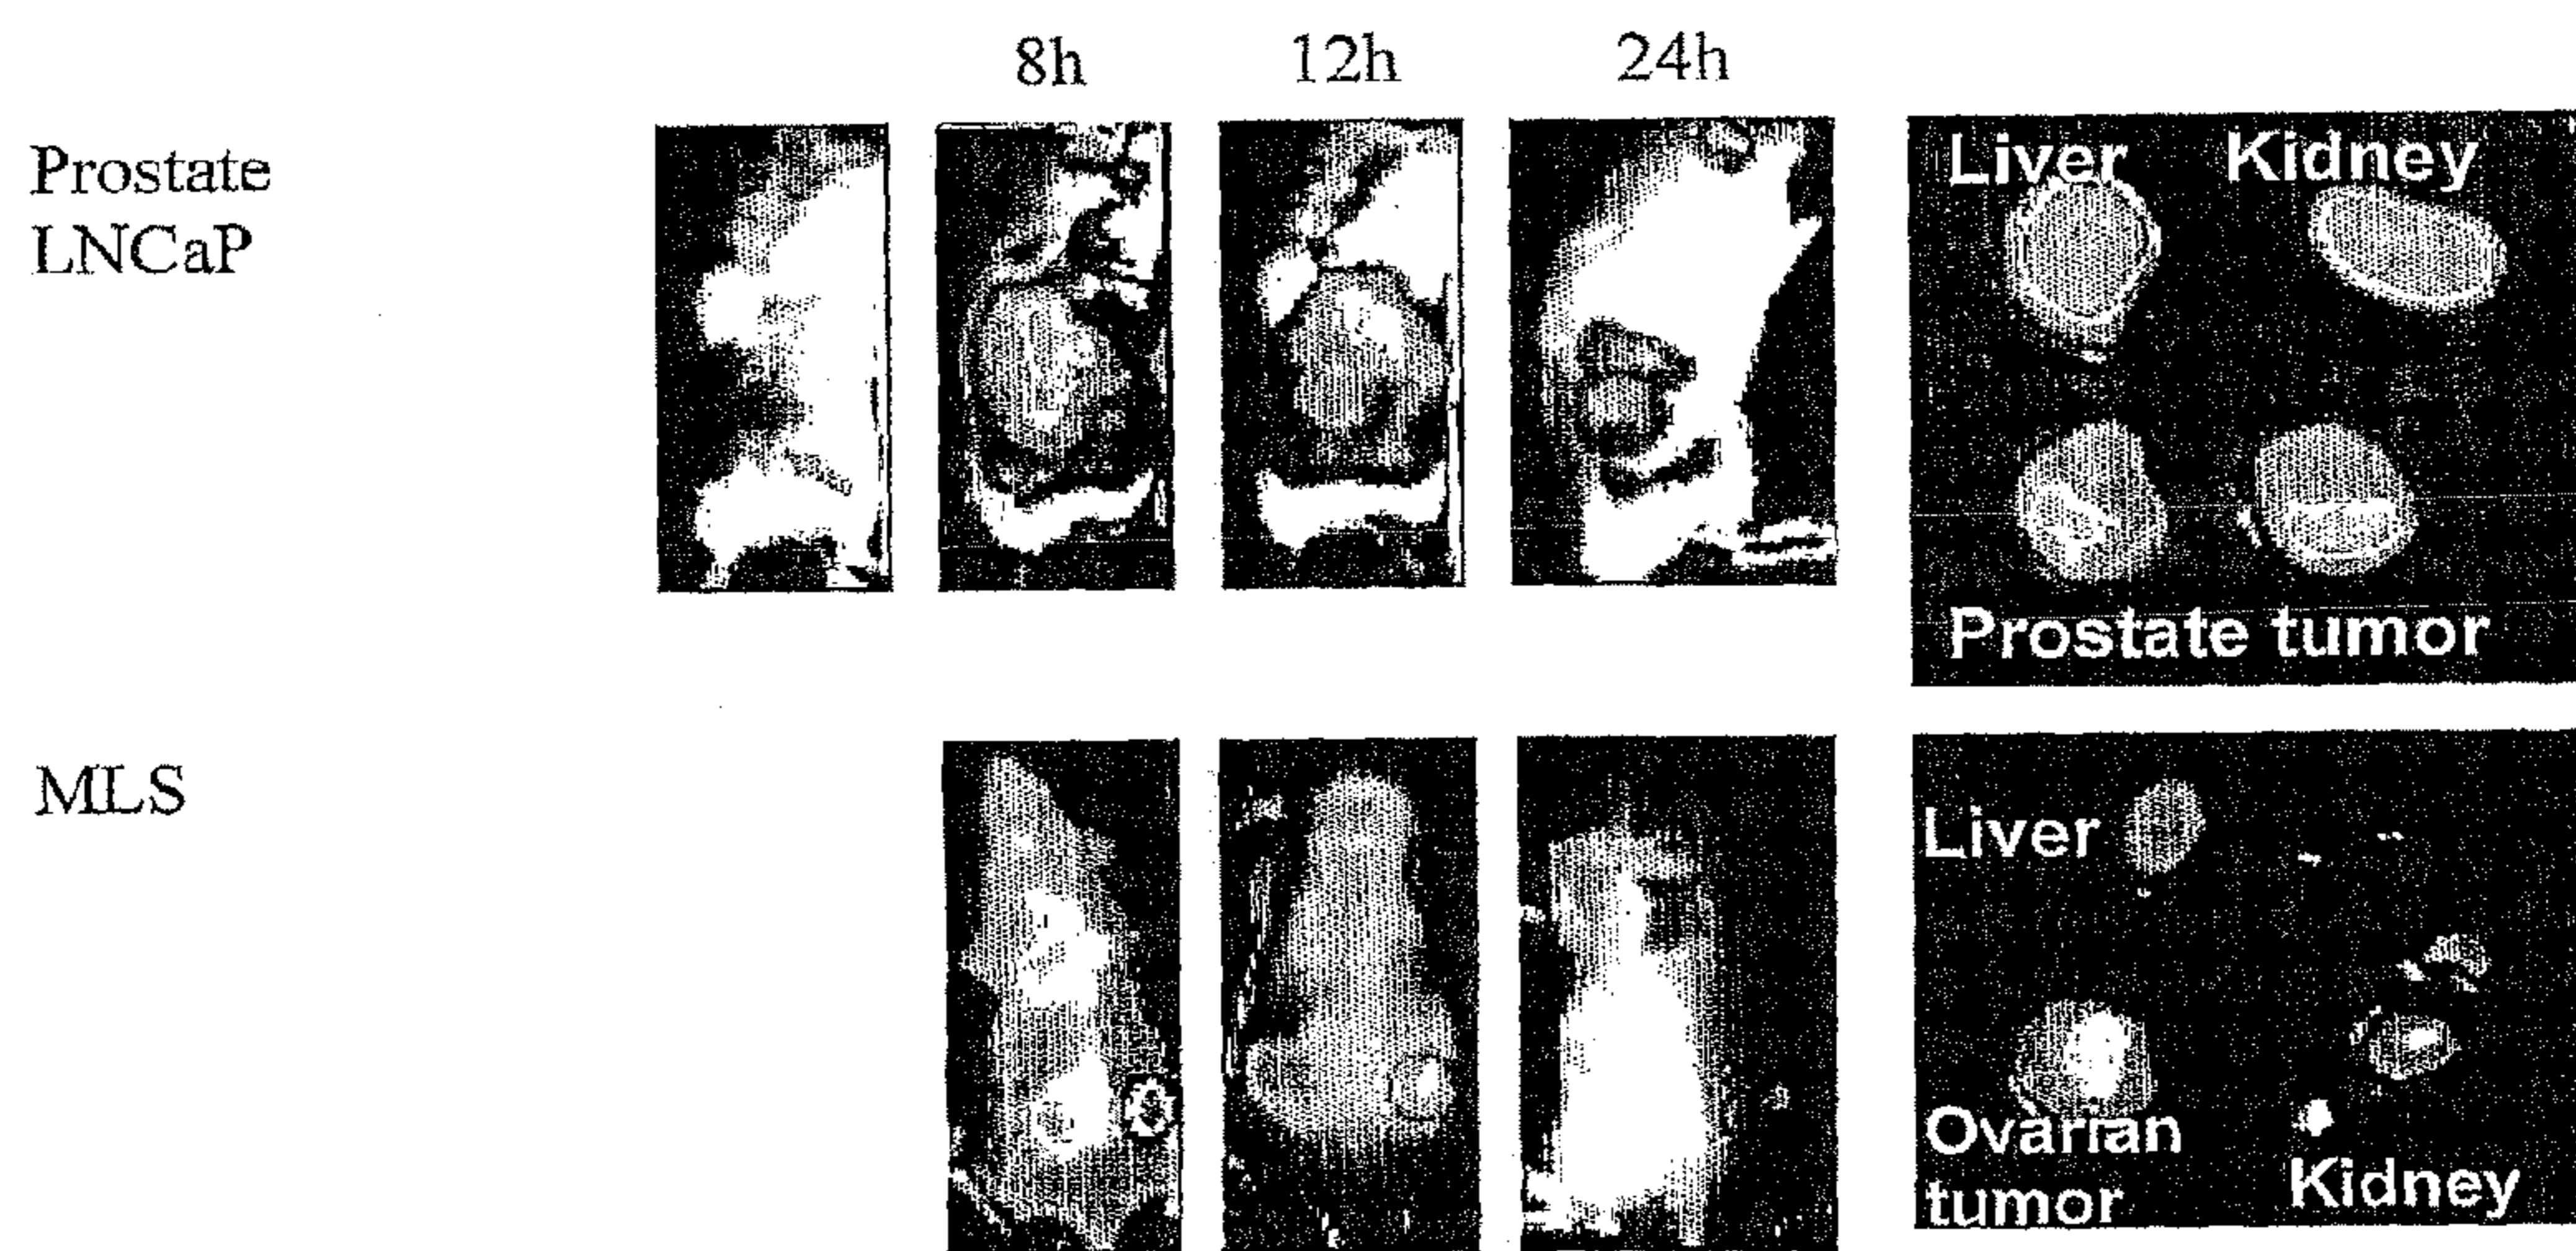 8h 12h 24h
Prostate
LNCaP
Liver Kidney
Prostate tumor
MLS
Liver
Ovarian
tumor
Kidney